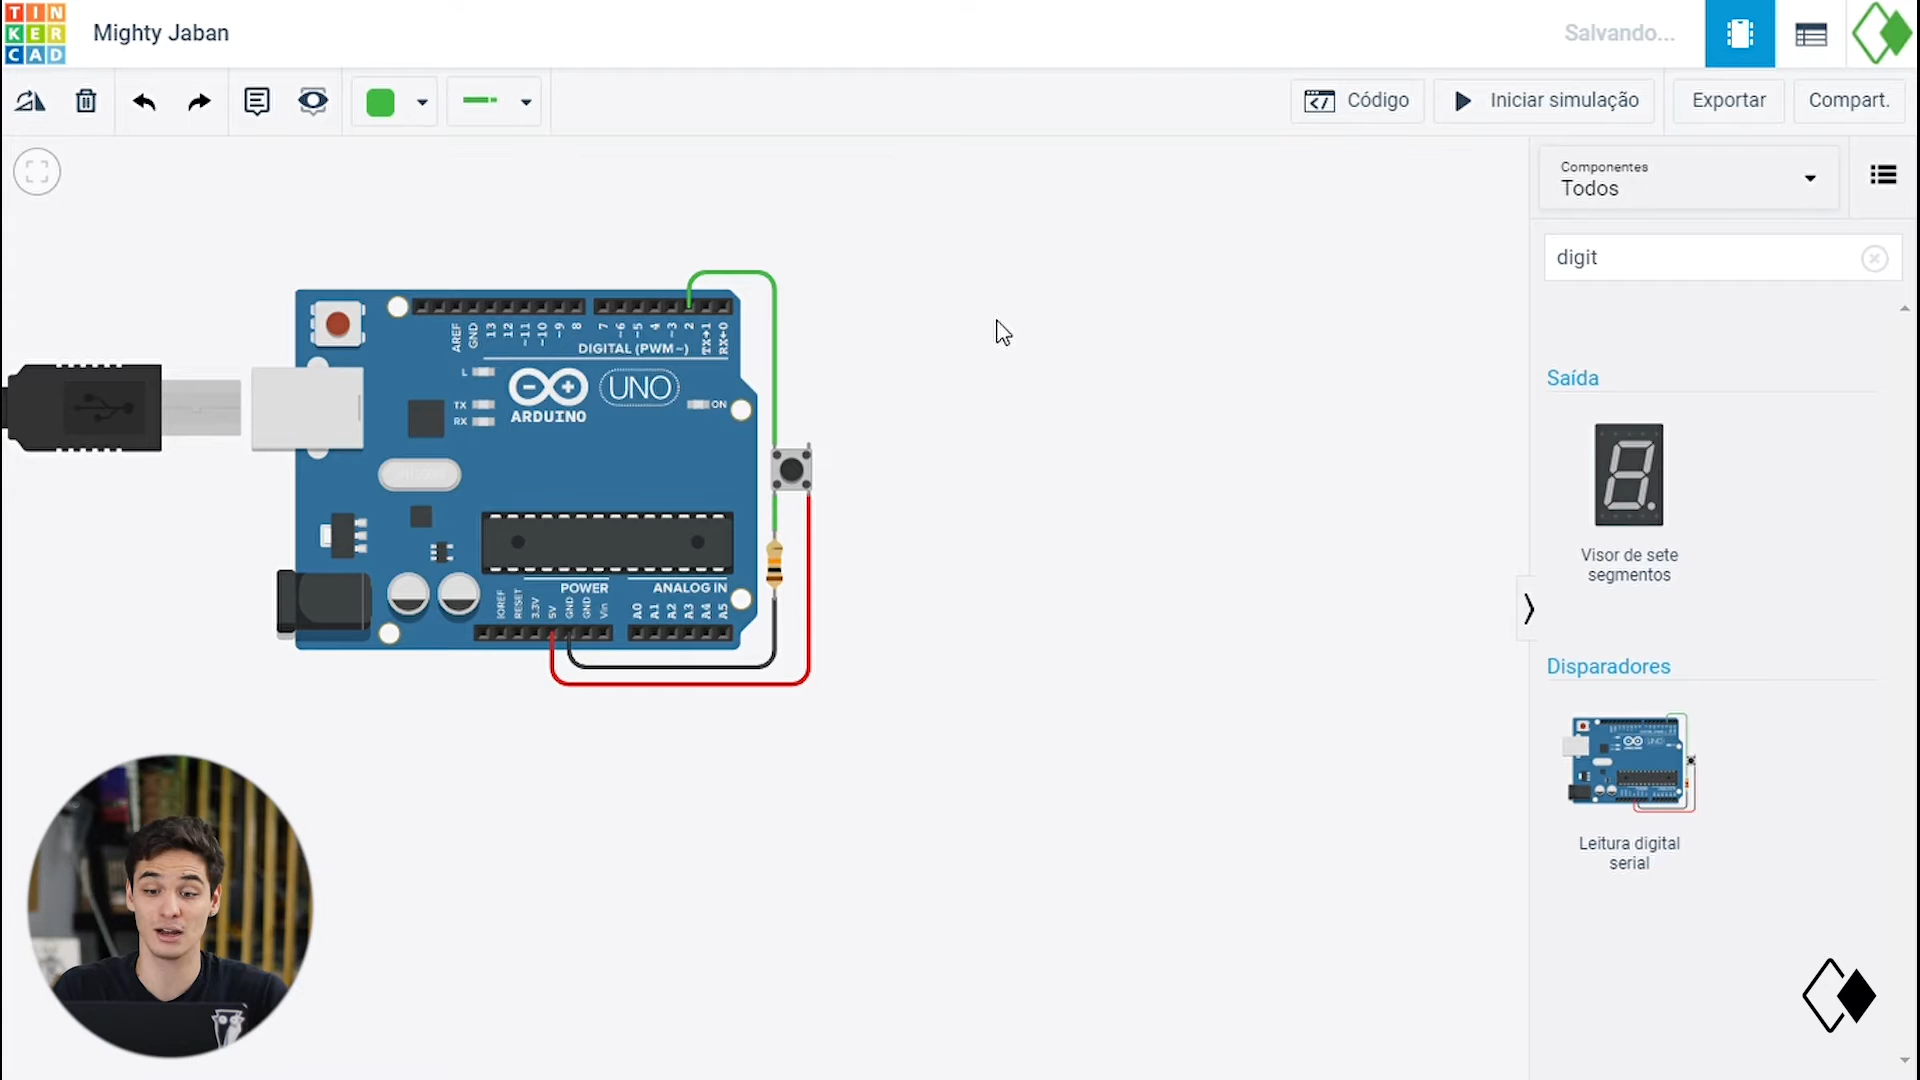 TIN
KER
CAD
Mighty Jaban
Salvando...
Código
Iniciar simulação
Exportar
Compart.
Componentes
Todos
digit
AREF
GND
13
12
~11
~10
~9
8
7
~6
~5
4
~3
2
TX→1
RX←0
DIGITAL (PWM~)
L
TX
RX
ARDUINO
UNO
ON
POWER
ANALOG IN
IOREF
RESET
3.3V
5V
GND
GND
Vin
A0
A1
A2
A3
A4
A5
Saída
Visor de sete
segmentos
Disparadores
Leitura digital
serial